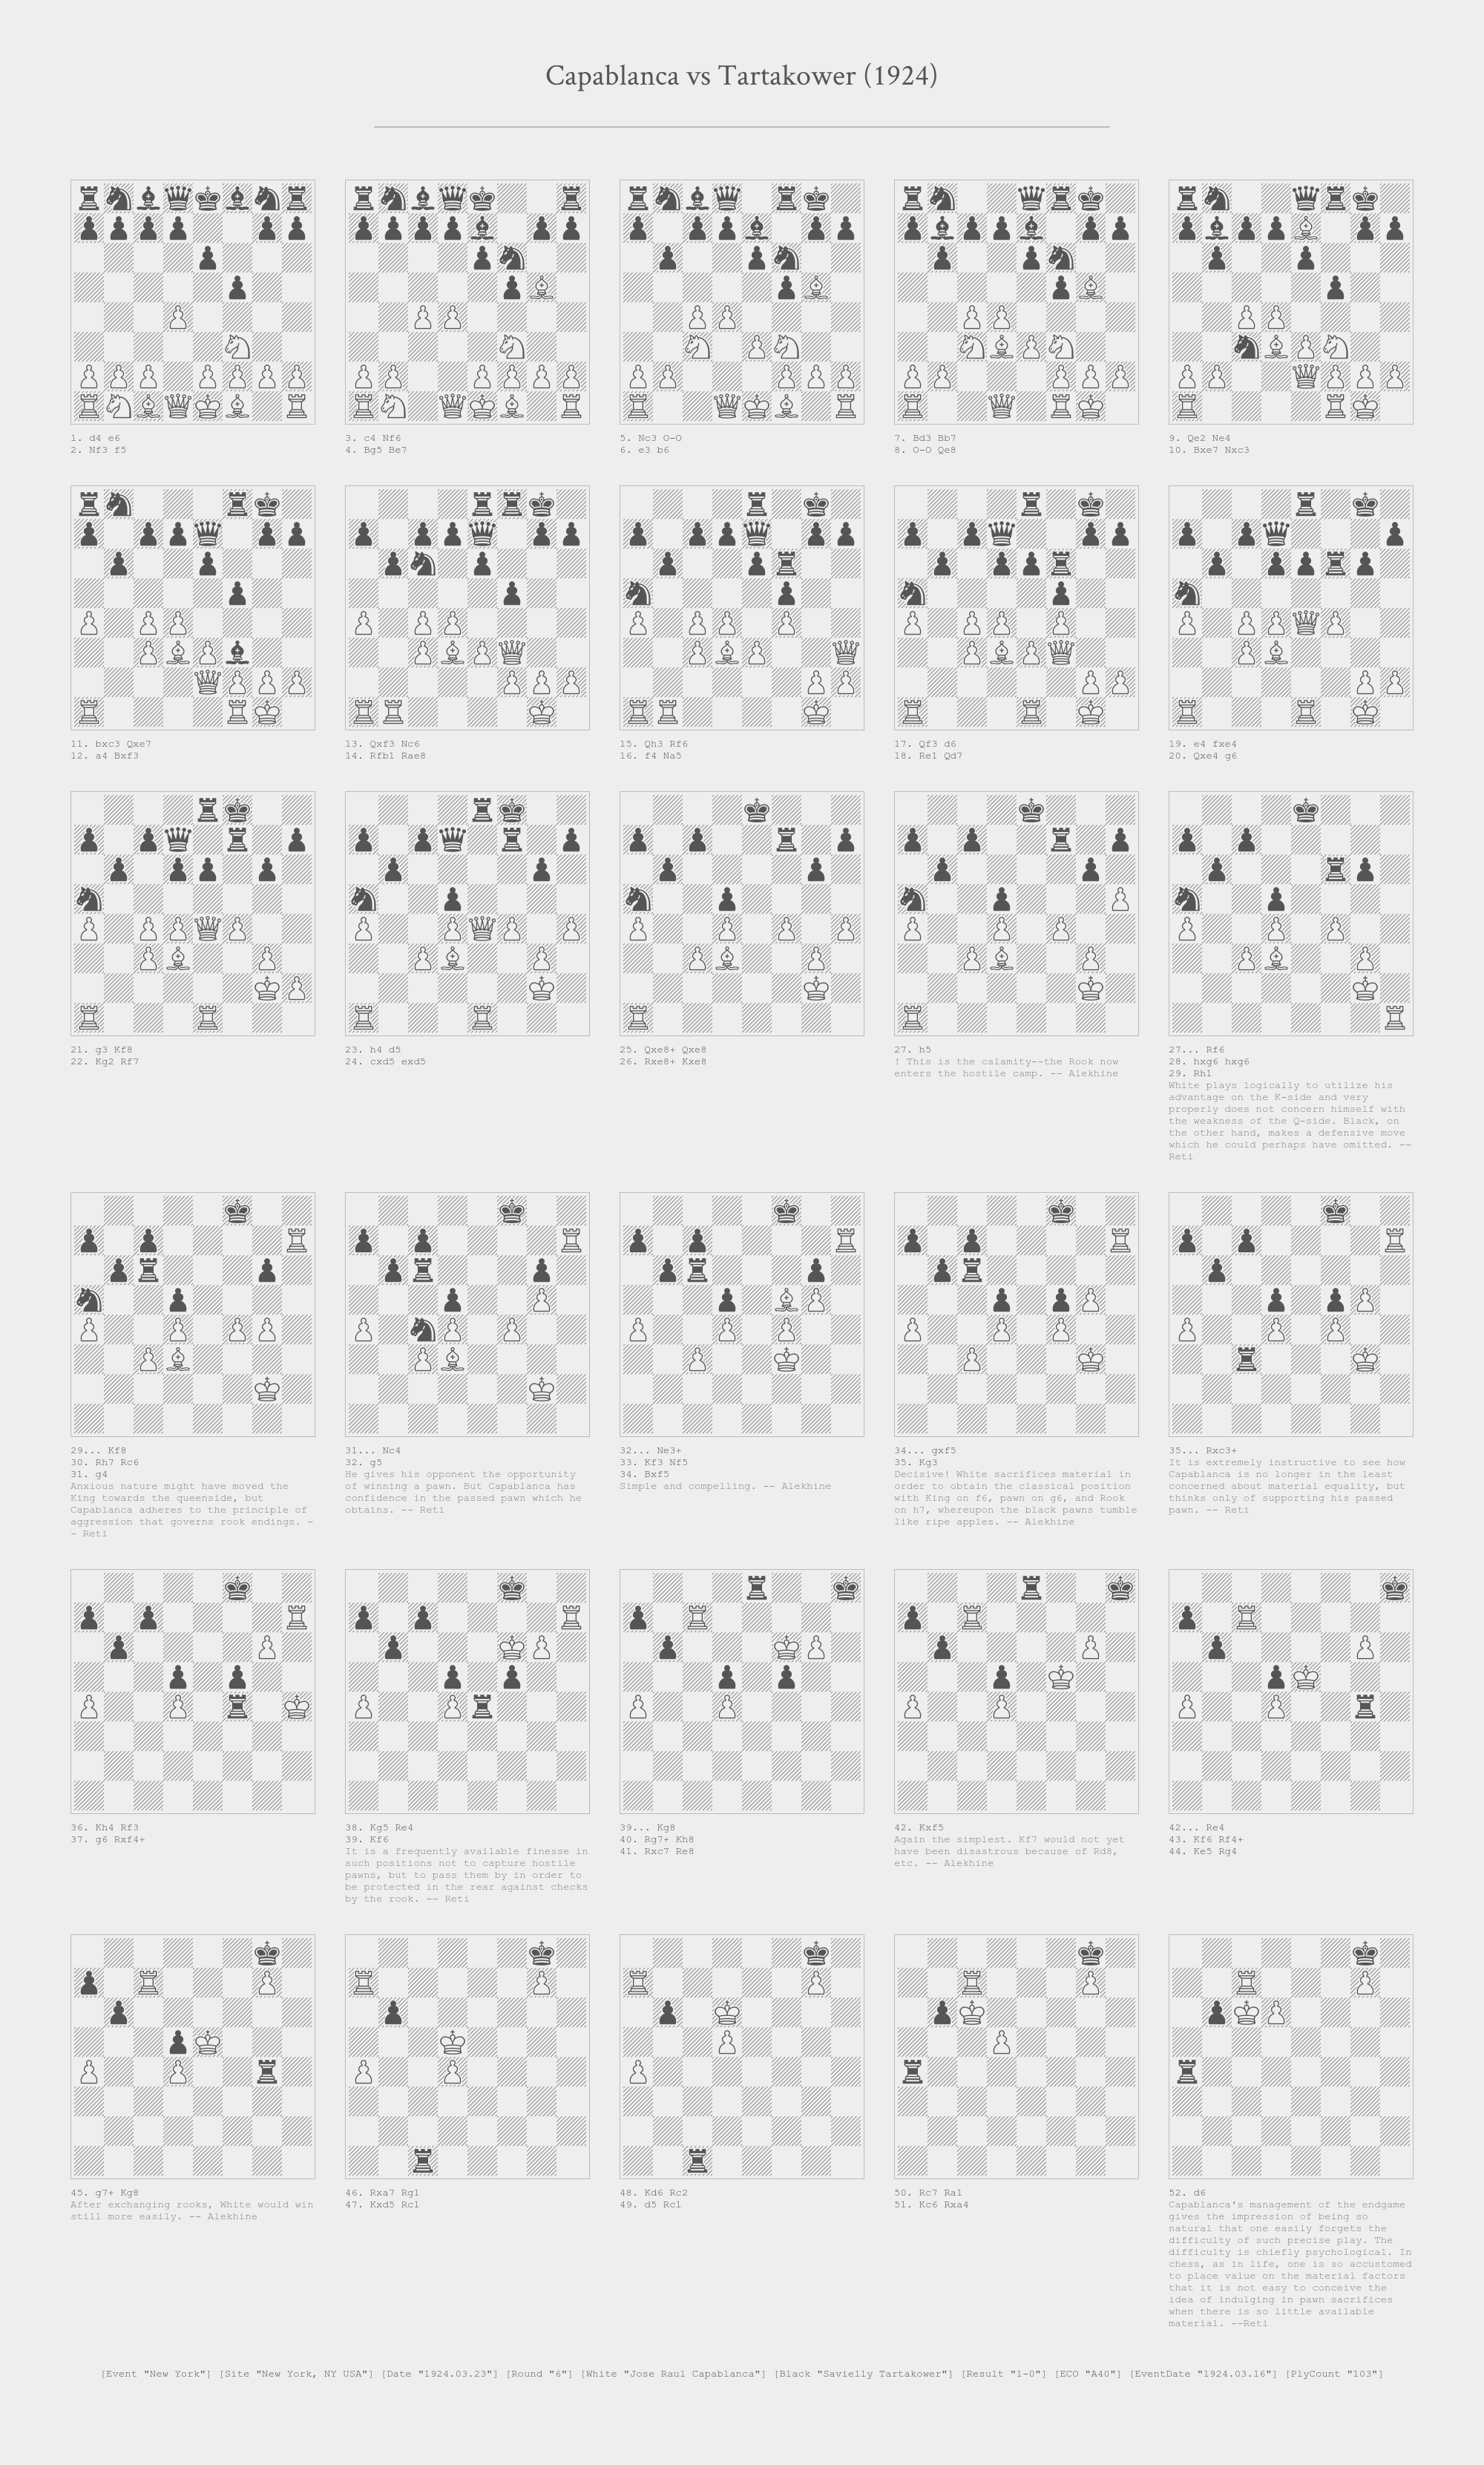 Capablanca vs Tartakower (1924)
1. d4 e6
2. Nf3 f5
3. c4 Nf6
4. Bg5 Be7
5. Nc3 O-O
6. e3 b6
7. Bd3 Bb7
8. O-O Qe8
9. Qe2 Ne4
10. Bxe7 Nxc3
11. bxc3 Qxe7
12. a4 Bxf3
13. Qxf3 Nc6
14. Rfb1 Rae8
15. Qh3 Rf6
16. f4 Na5
17. Qf3 d6
18. Re1 Qd7
19. e4 fxe4
20. Qxe4 g6
21. g3 Kf8
22. Kg2 Rf7
23. h4 d5
24. cxd5 exd5
25. Qxe8+ Qxe8
26. Rxe8+ Kxe8
27. h5
! This is the calamity--the Rook now
enters the hostile camp. -- Alekhine
27... Rf6
28. hxg6 hxg6
29. Rh1
White plays logically to utilize his
advantage on the K-side and very
properly does not concern himself with
the weakness of the Q-side. Black, on
the other hand, makes a defensive move
which he could perhaps have omitted. --
Reti
29... Kf8
30. Rh7 Rc6
31. g4
Anxious nature might have moved the
King towards the queenside, but
Capablanca adheres to the principle of
aggression that governs rook endings. -
- Reti
31... Nc4
32. g5
He gives his opponent the opportunity
of winning a pawn. But Capablanca has
confidence in the passed pawn which he
obtains. -- Reti
32... Ne3+
33. Kf3 Nf5
34. Bxf5
Simple and compelling. -- Alekhine
34... gxf5
35. Kg3
Decisive! White sacrifices material in
order to obtain the classical position
with King on f6, pawn on g6, and Rook
on h7, whereupon the black pawns tumble
like ripe apples. -- Alekhine
35... Rxc3+
It is extremely instructive to see how
Capablanca is no longer in the least
concerned about material equality, but
thinks only of supporting his passed
pawn. -- Reti
36. Kh4 Rf3
37. g6 Rxf4+
38. Kg5 Re4
39. Kf6
It is a frequently available finesse in
such positions not to capture hostile
pawns, but to pass them by in order to
be protected in the rear against checks
by the rook. -- Reti
39... Kg8
40. Rg7+ Kh8
41. Rxc7 Re8
42. Kxf5
Again the simplest. Kf7 would not yet
have been disastrous because of Rd8,
etc. -- Alekhine
42... Re4
43. Kf6 Rf4+
44. Ke5 Rg4
45. g7+ Kg8
After exchanging rooks, White would win
still more easily. -- Alekhine
46. Rxa7 Rg1
47. Kxd5 Rc1
48. Kd6 Rc2
49. d5 Rc1
50. Rc7 Ra1
51. Kc6 Rxa4
52. d6
Capablanca's management of the endgame
gives the impression of being so
natural that one easily forgets the
difficulty of such precise play. The
difficulty is chiefly psychological. In
chess, as in life, one is so accustomed
to place value on the material factors
that it is not easy to conceive the
idea of indulging in pawn sacrifices
when there is so little available
material. --Reti
[Event "New York"] [Site "New York, NY USA"] [Date "1924.03.23"] [Round "6"] [White "Jose Raul Capablanca"] [Black "Savielly Tartakower"] [Result "1-0"] [ECO "A40"] [EventDate "1924.03.16"] [PlyCount "103"]